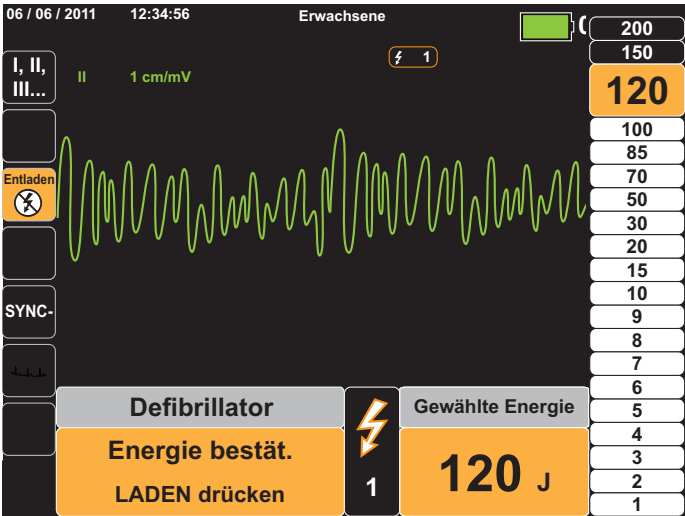 06 / 06 / 2011 12:34:56 Erwachsene
1
I, II,
III...
II 1 cm/mV
Entladen
SYNC-
Defibrillator
Energie bestät.
LADEN drücken
1
Gewählte Energie
120 J
200
150
120
100
85
70
50
30
20
15
10
9
8
7
6
5
4
3
2
1